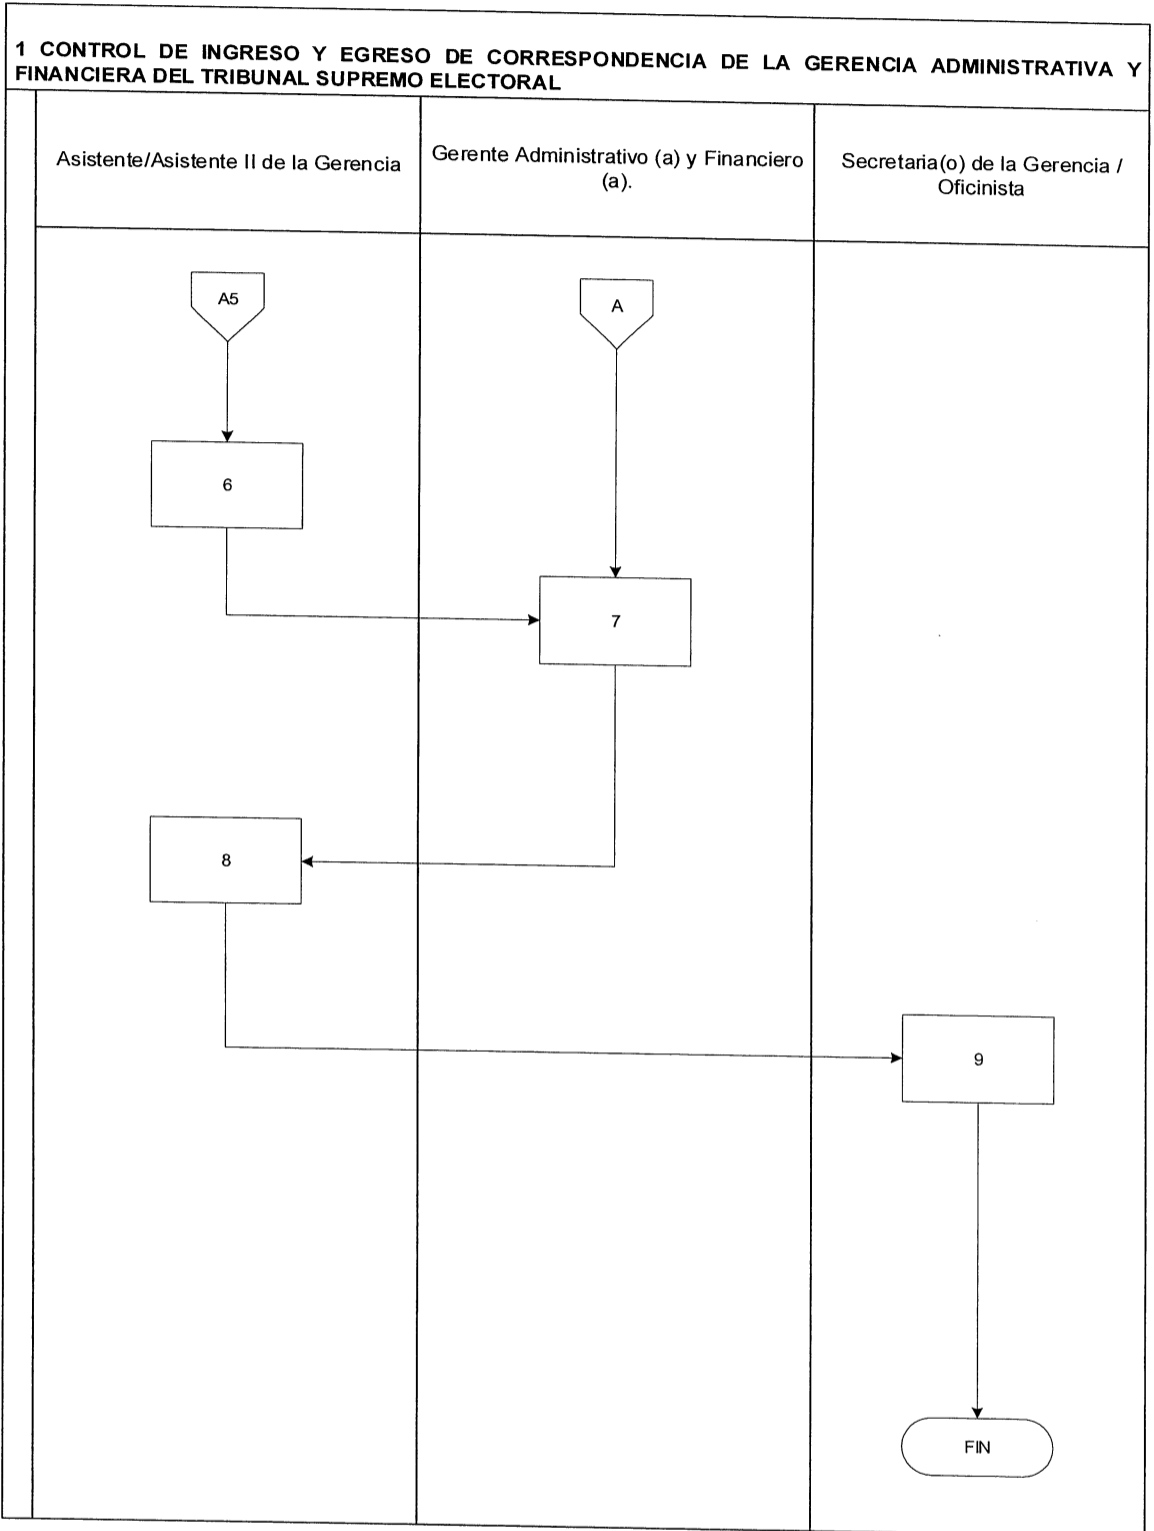 1 CONTROL DE INGRESO Y EGRESO DE CORRESPONDENCIA DE LA GERENCIA ADMINISTRATIVA Y
FINANCIERA DEL TRIBUNAL SUPREMO ELECTORAL
Asistente/Asistente II de la Gerencia
Gerente Administrativo (a) y Financiero
(a).
Secretaria(o) de la Gerencia /
Oficinista
A5
A
6
7
8
9
FIN